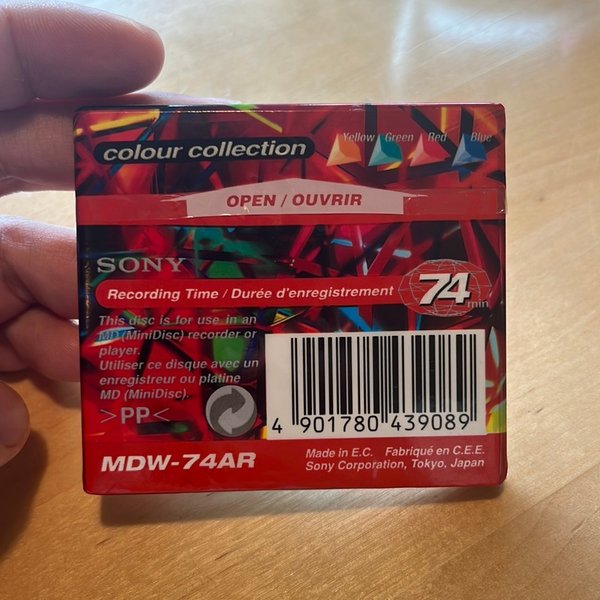 colour collection
Yellow Green Red Blue
OPEN / OUVRIR
SONY
Recording Time / Durée d'enregistrement
74 min
This disc is for use in an
MD (MiniDisc) recorder or
player.
Utiliser ce disque avec un
enregistreur ou platine
MD (MiniDisc).
>PP<
4 901780 439089
MDW-74AR
Made in E.C. Fabriqué en C.E.E.
Sony Corporation, Tokyo, Japan